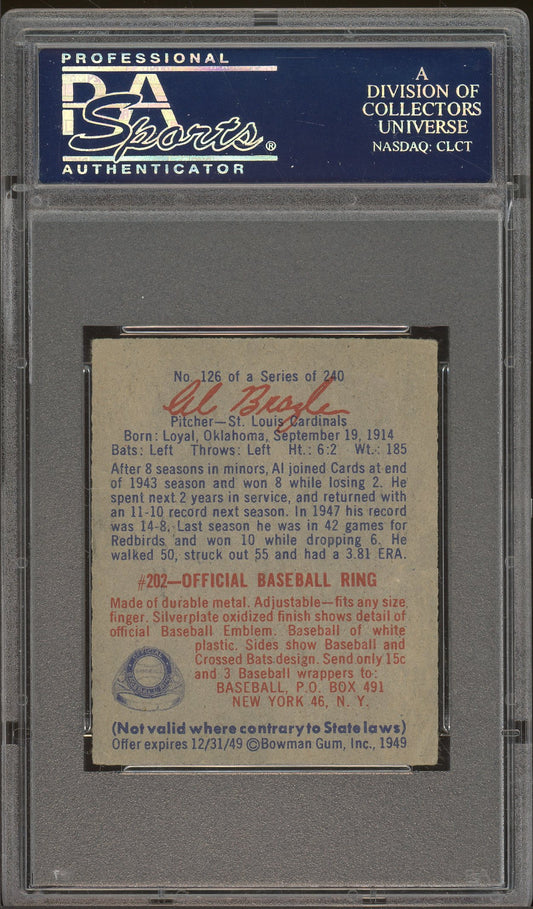 PROFESSIONAL
PSA
Sports®
AUTHENTICATOR
A
DIVISION OF
COLLECTORS
UNIVERSE
NASDAQ: CLCT
No. 126 of a Series of 240
Al Brazle
Pitcher—St. Louis Cardinals
Born: Loyal, Oklahoma, September 19, 1914
Bats: Left Throws: Left Ht.: 6:2 Wt.: 185
After 8 seasons in minors, Al joined Cards at end
of 1943 season and won 8 while losing 2. He
spent next 2 years in service, and returned with
an 11-10 record next season. In 1947 his record
was 14-8. Last season he was in 42 games for
Redbirds and won 10 while dropping 6. He
walked 50, struck out 55 and had a 3.81 ERA.
#202—OFFICIAL BASEBALL RING
Made of durable metal. Adjustable—fits any size
finger. Silverplate oxidized finish shows detail of
official Baseball Emblem. Baseball of white
plastic. Sides show Baseball and
Crossed Bats design. Send only 15c
and 3 Baseball wrappers to:
BASEBALL, P.O. BOX 491
NEW YORK 46, N. Y.
(Not valid where contrary to State laws)
Offer expires 12/31/49 ©Bowman Gum, Inc., 1949